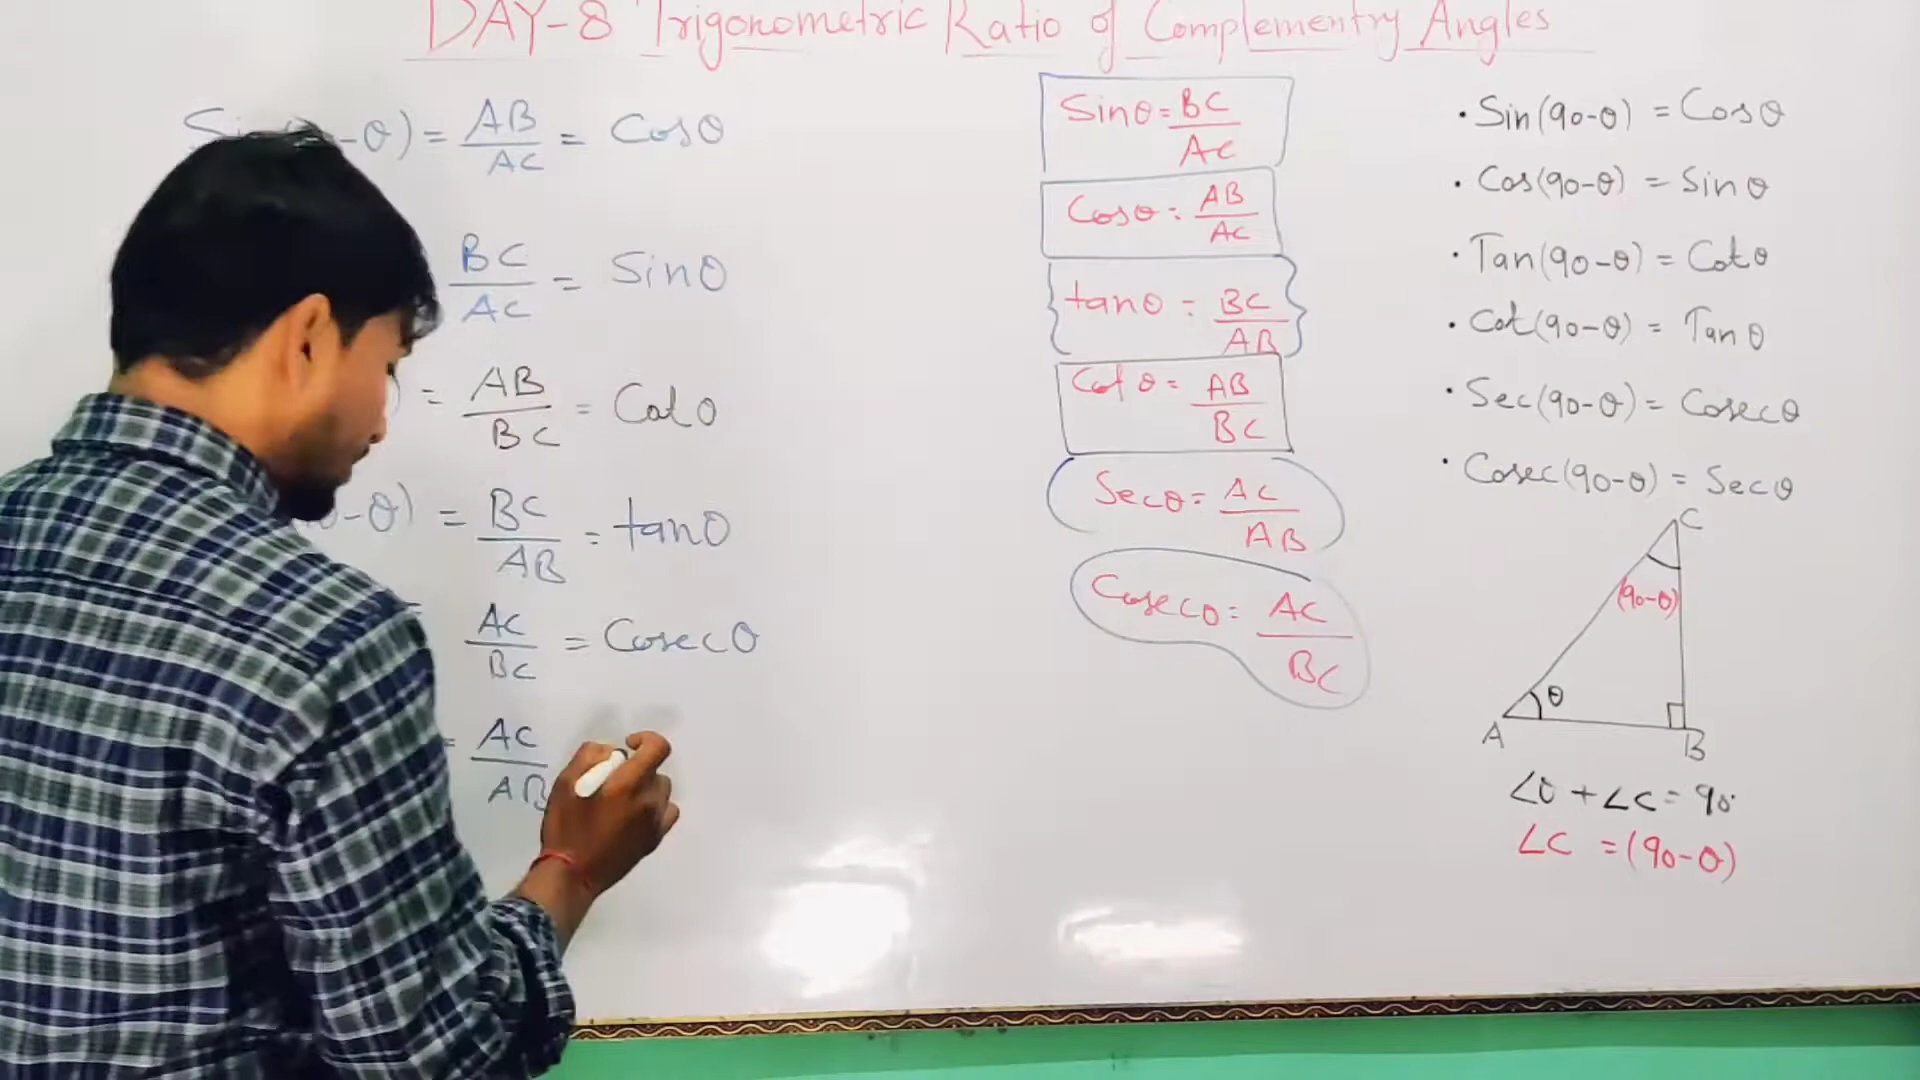 DAY-8 Trigonometric Ratio of Complementry Angles
-θ) = AB/AC = Cosθ
BC/AC = Sinθ
) = AB/BC = Cotθ
-θ) = BC/AB = tanθ
AC/BC = Cosecθ
= AC/AB
Sinθ = BC/AC
Cosθ = AB/AC
tanθ = BC/AB
Cotθ = AB/BC
Secθ = AC/AB
Cosecθ = AC/BC
• Sin(90-θ) = Cosθ
• Cos(90-θ) = Sinθ
• Tan(90-θ) = Cotθ
• Cot(90-θ) = Tanθ
• Sec(90-θ) = Cosecθ
• Cosec(90-θ) = Secθ
C
(90-θ)
θ
A
B
∠θ + ∠C = 90°
∠C = (90-θ)